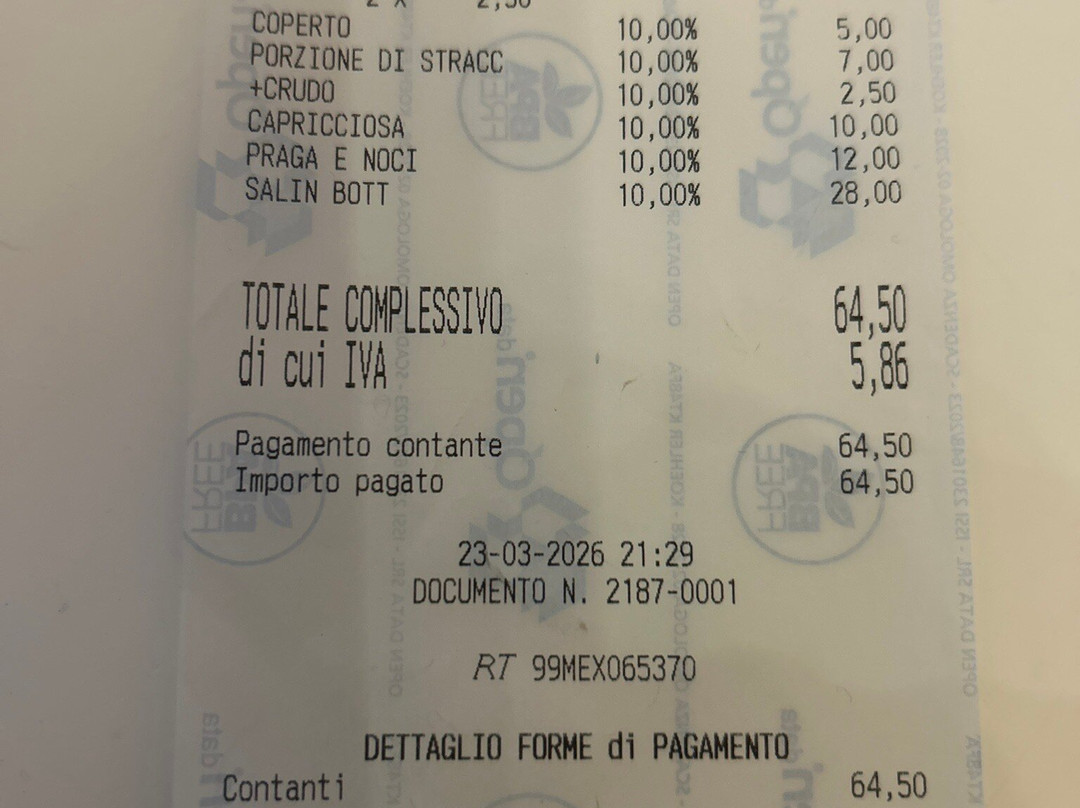 2 X 2,50
COPERTO 10,00% 5,00
PORZIONE DI STRACC 10,00% 7,00
+CRUDO 10,00% 2,50
CAPRICCIOSA 10,00% 10,00
PRAGA E NOCI 10,00% 12,00
SALIN BOTT 10,00% 28,00
TOTALE COMPLESSIVO 64,50
di cui IVA 5,86
Pagamento contante 64,50
Importo pagato 64,50
23-03-2026 21:29
DOCUMENTO N. 2187-0001
RT 99MEX065370
DETTAGLIO FORME di PAGAMENTO
Contanti 64,50